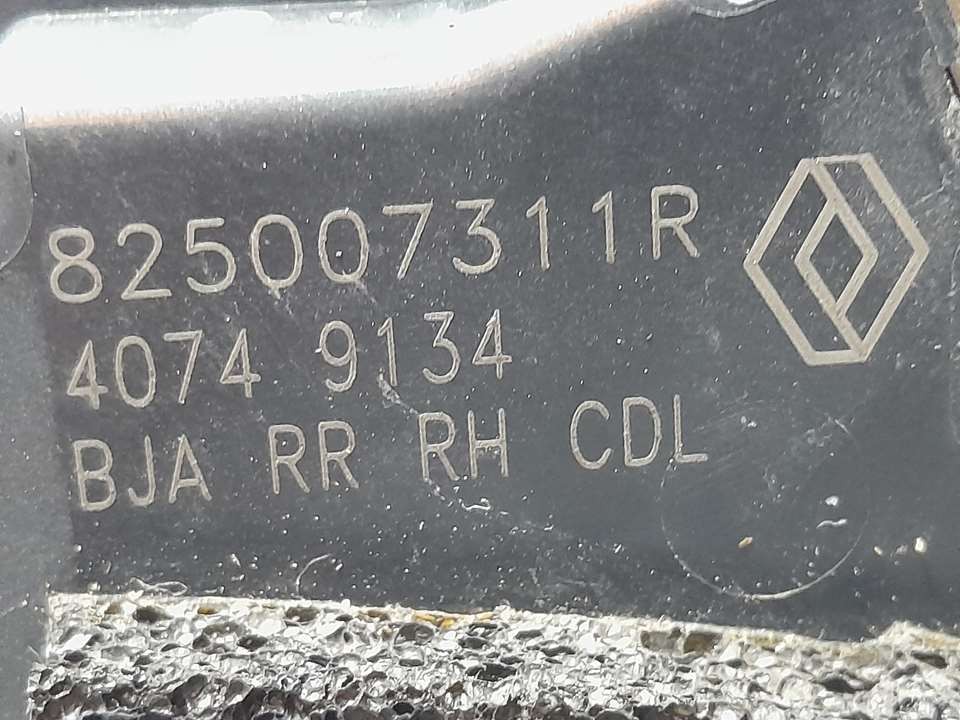 825007311R
4074 9134
BJA RR RH CDL